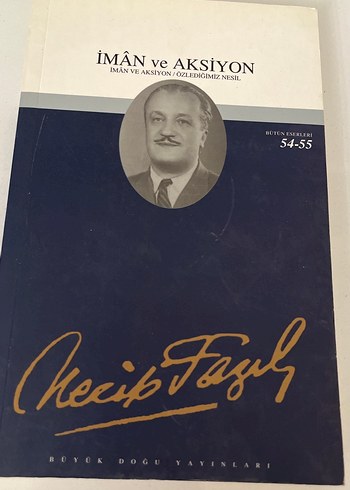 İMÂN ve AKSİYON
İMÂN VE AKSİYON / ÖZLEDİĞİMİZ NESİL
BÜTÜN ESERLERİ
54-55
Necip Fazıl
BÜYÜK DOĞU YAYINLARI